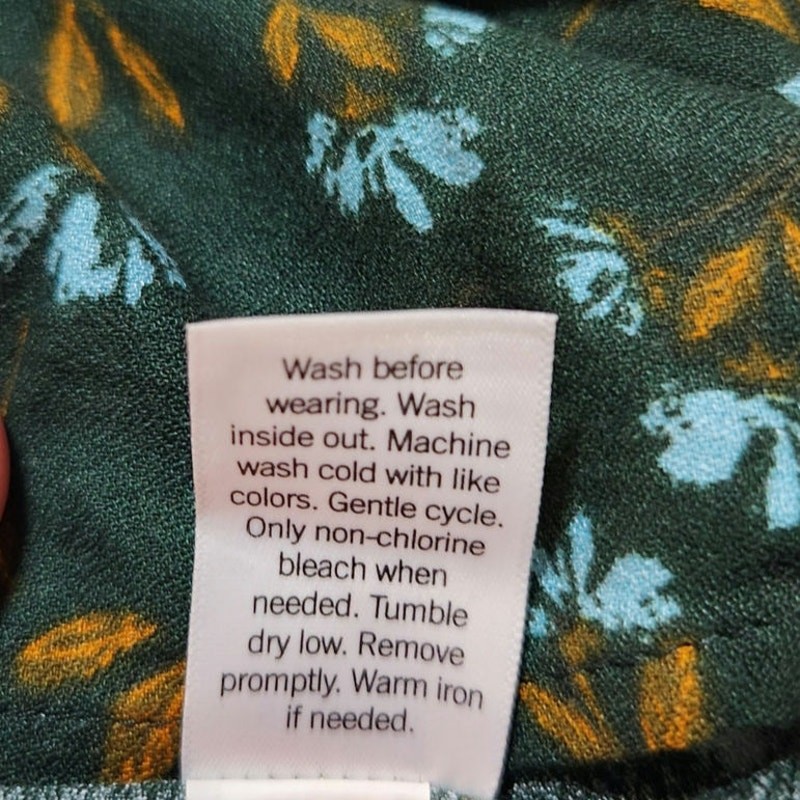 Wash before
wearing. Wash
inside out. Machine
wash cold with like
colors. Gentle cycle.
Only non-chlorine
bleach when
needed. Tumble
dry low. Remove
promptly. Warm iron
if needed.